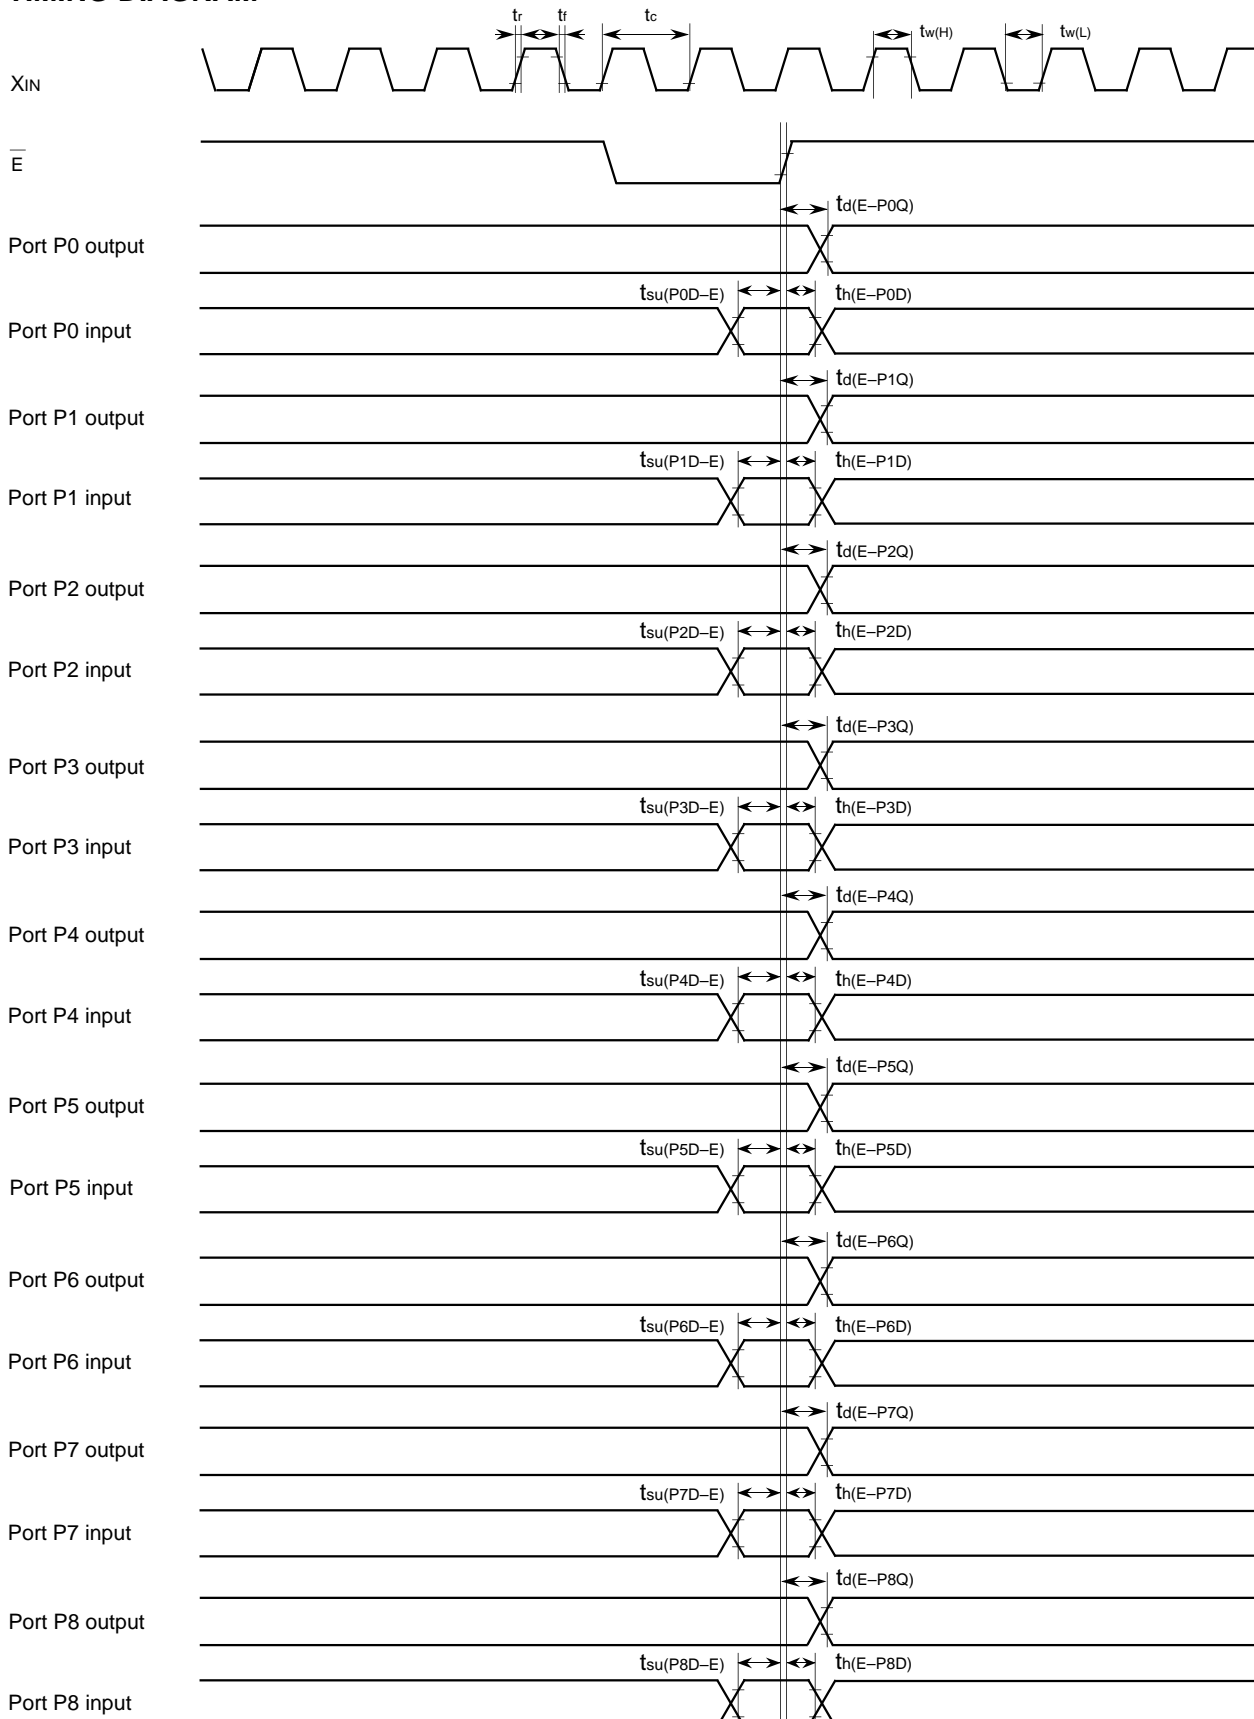 TIMING DIAGRAM
tr tf tc tw(H) tw(L)
XIN
E
td(E–P0Q)
Port P0 output
tsu(P0D–E) th(E–P0D)
Port P0 input
td(E–P1Q)
Port P1 output
tsu(P1D–E) th(E–P1D)
Port P1 input
td(E–P2Q)
Port P2 output
tsu(P2D–E) th(E–P2D)
Port P2 input
td(E–P3Q)
Port P3 output
tsu(P3D–E) th(E–P3D)
Port P3 input
td(E–P4Q)
Port P4 output
tsu(P4D–E) th(E–P4D)
Port P4 input
td(E–P5Q)
Port P5 output
tsu(P5D–E) th(E–P5D)
Port P5 input
td(E–P6Q)
Port P6 output
tsu(P6D–E) th(E–P6D)
Port P6 input
td(E–P7Q)
Port P7 output
tsu(P7D–E) th(E–P7D)
Port P7 input
td(E–P8Q)
Port P8 output
tsu(P8D–E) th(E–P8D)
Port P8 input